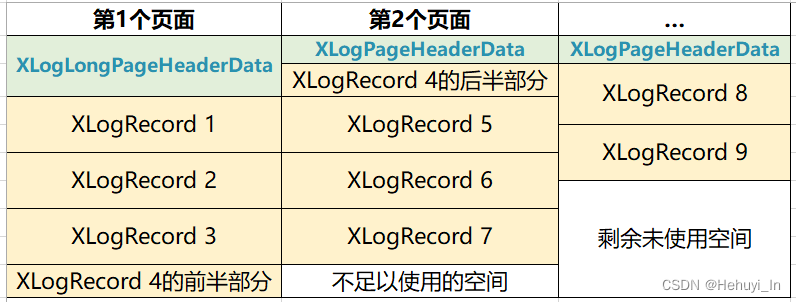 第1个页面
第2个页面
...
XLogLongPageHeaderData
XLogPageHeaderData
XLogPageHeaderData
XLogRecord 4的后半部分
XLogRecord 8
XLogRecord 1
XLogRecord 5
XLogRecord 9
XLogRecord 2
XLogRecord 6
XLogRecord 3
XLogRecord 7
剩余未使用空间
XLogRecord 4的前半部分
不足以使用的空间
CSDN @Hehuyi_In